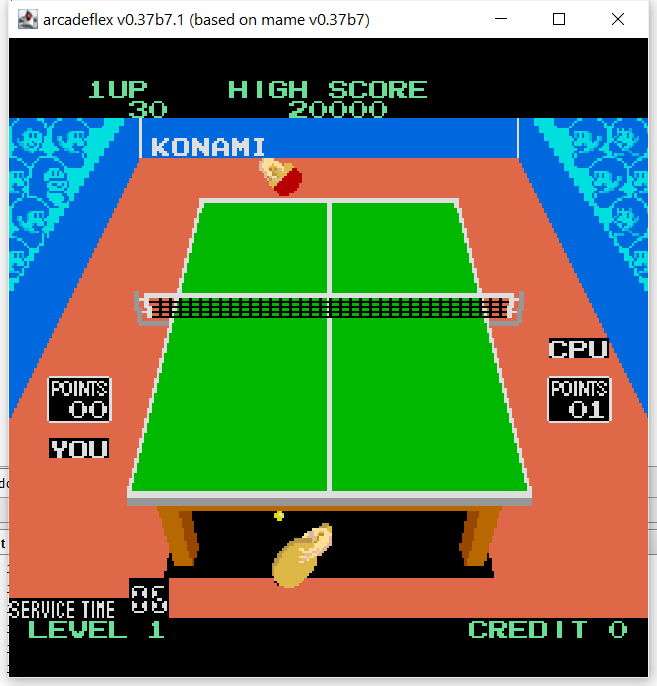 arcadeflex v0.37b7.1 (based on mame v0.37b7)
1UP HIGH SCORE
30 20000
KONAMI
CPU
POINTS POINTS
00 01
YOU
SERVICE TIME
LEVEL 1 CREDIT 0